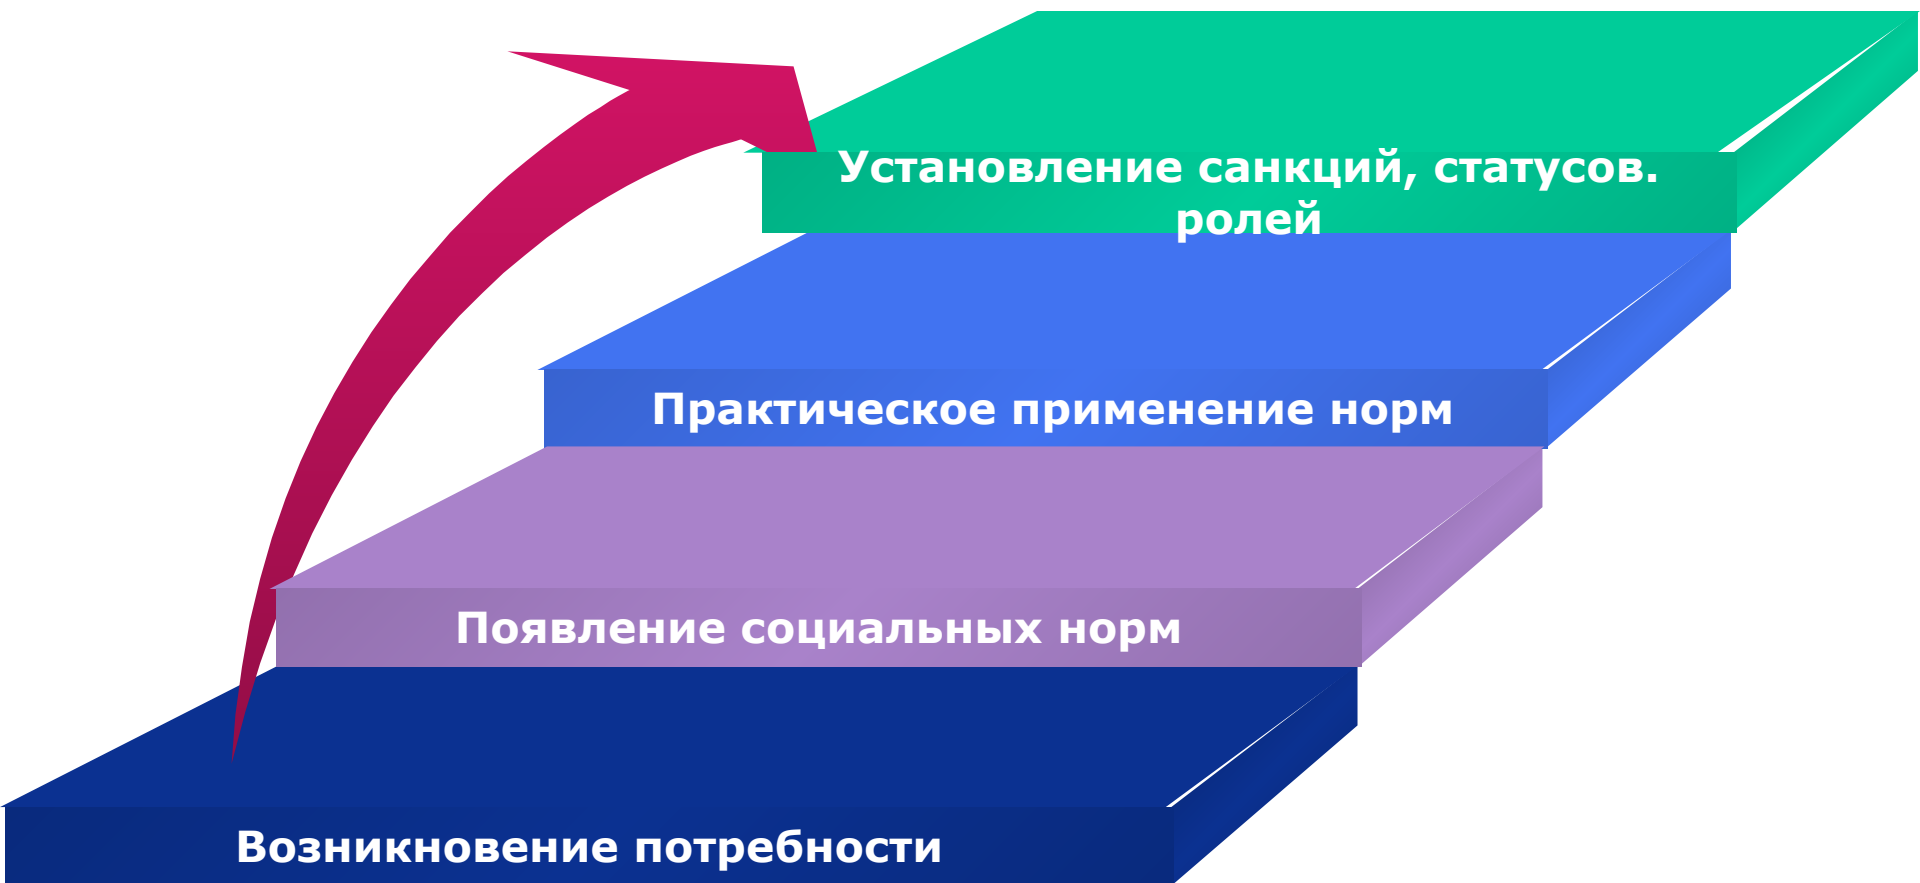 Установление санкций, статусов.
ролей
Практическое применение норм
Появление социальных норм
Возникновение потребности